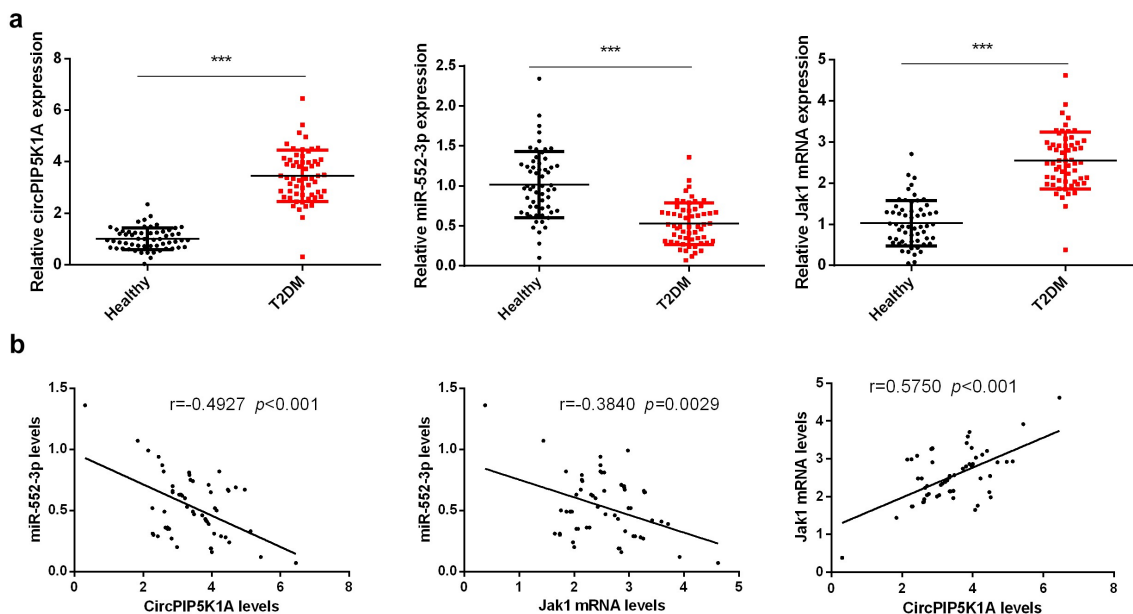 a
Relative circPIP5K1A expression
8
6
4
2
0
***
Healthy
T2DM
Relative miR-552-3p expression
2.5
2.0
1.5
1.0
0.5
0.0
***
Healthy
T2DM
Relative Jak1 mRNA expression
5
4
3
2
1
0
***
Healthy
T2DM
b
miR-552-3p levels
1.5
1.0
0.5
0.0
r=-0.4927 p<0.001
0 2 4 6 8
CircPIP5K1A levels
miR-552-3p levels
1.5
1.0
0.5
0.0
r=-0.3840 p=0.0029
0 1 2 3 4 5
Jak1 mRNA levels
Jak1 mRNA levels
5
4
3
2
1
0
r=0.5750 p<0.001
0 2 4 6 8
CircPIP5K1A levels